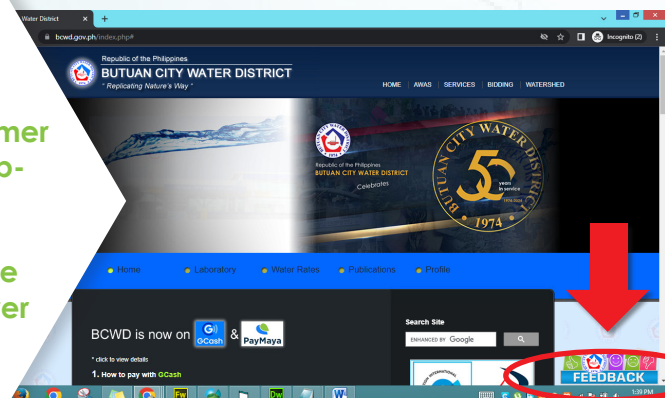 Water District
bcwd.gov.ph/index.php#
Incognito (2)
Republic of the Philippines
BUTUAN CITY WATER DISTRICT
" Replicating Nature's Way "
HOME
AWAS
SERVICES
BIDDING
WATERSHED
mer
o-
e
er
Republic of the Philippines
BUTUAN CITY WATER DISTRICT
Celebrates
BUTUAN CITY WATER DISTRICT
50
years
in service
1974
Home
Laboratory
Water Rates
Publications
Profile
BCWD is now on GCash & PayMaya
* click to view details
1. How to pay with GCash
Search Site
ENHANCED BY Google
FEEDBACK
1:39 PM